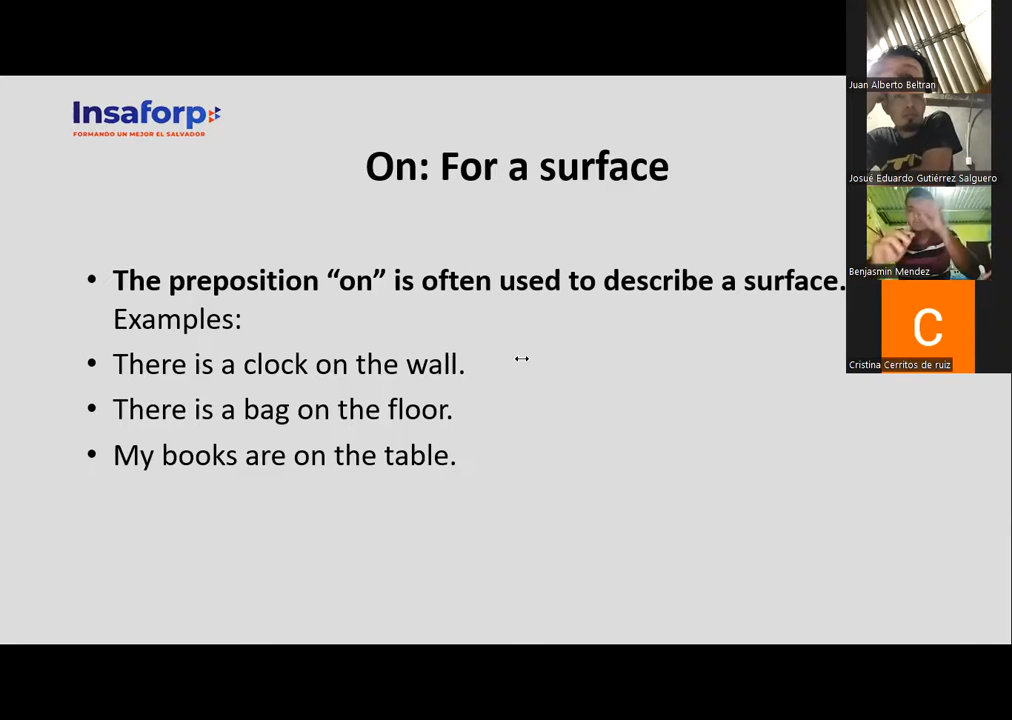 Insaforp
FORMANDO UN MEJOR EL SALVADOR
On: For a surface
• The preposition “on” is often used to describe a surface.
Examples:
• There is a clock on the wall.
• There is a bag on the floor.
• My books are on the table.
Juan Alberto Beltran
Josué Eduardo Gutiérrez Salguero
Benjasmin Mendez
C
Cristina Cerritos de ruiz